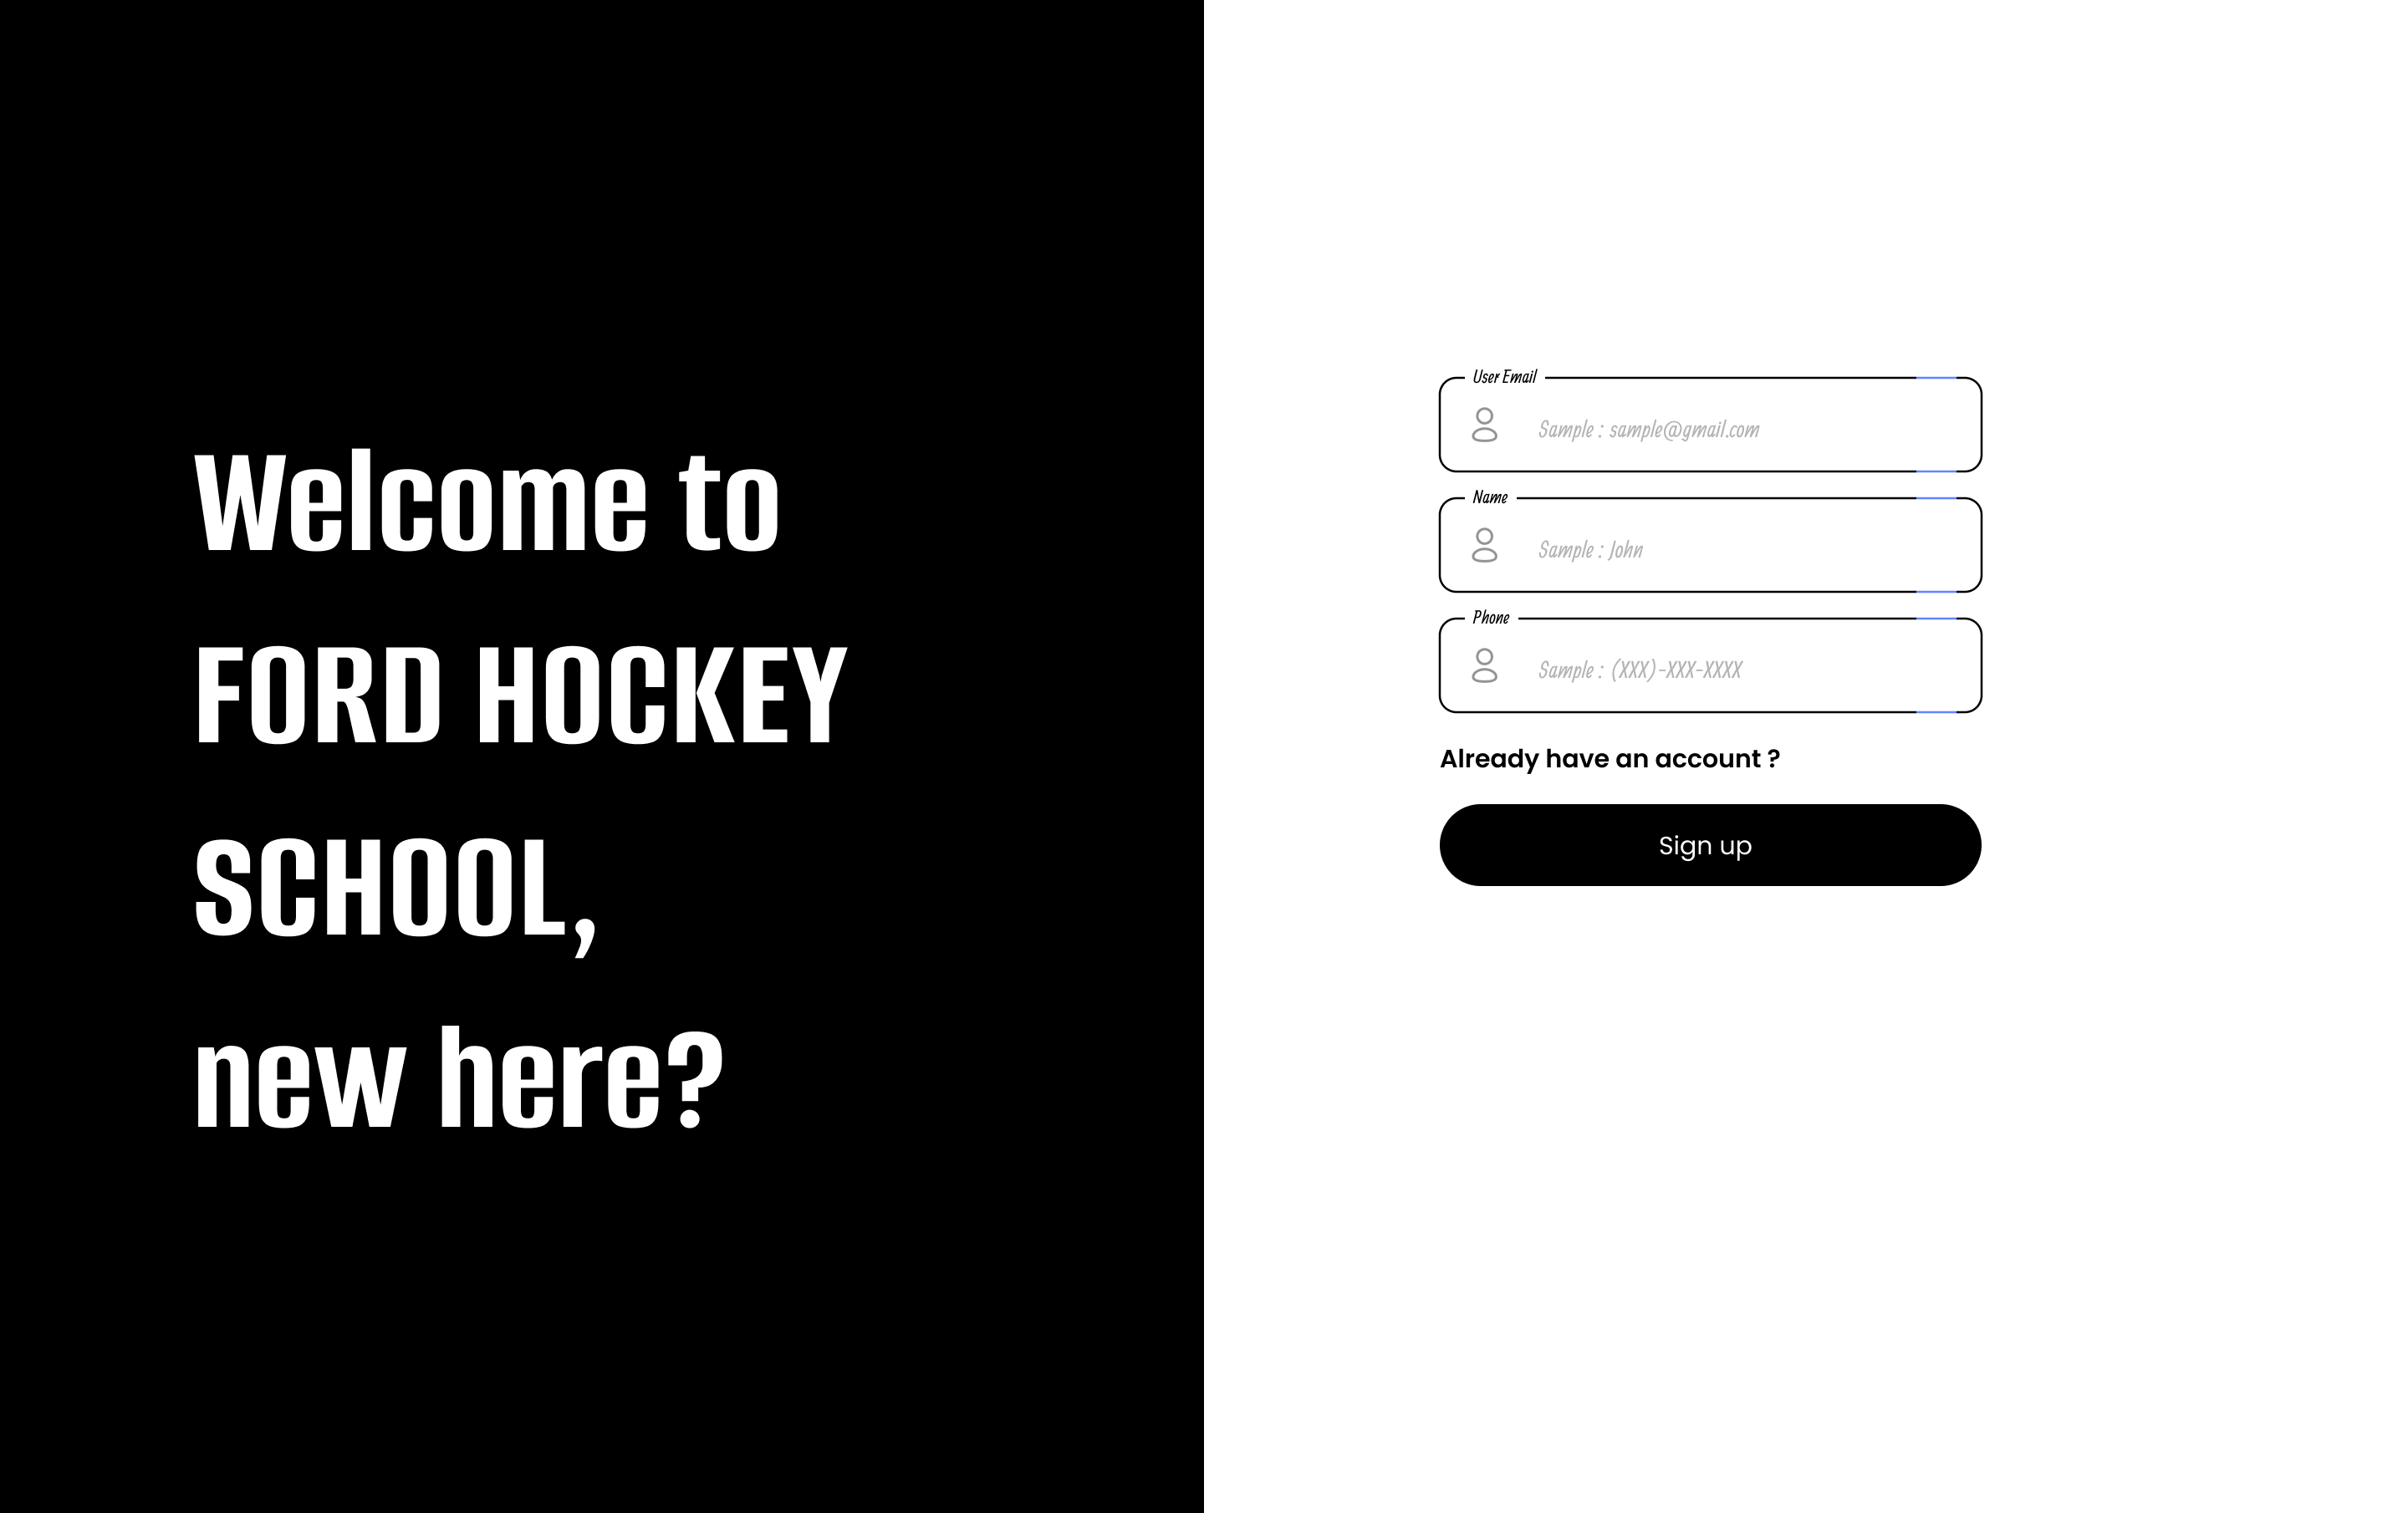 Welcome to
FORD HOCKEY
SCHOOL,
new here?
User Email
Sample : sample@gmail.com
Name
Sample : John
Phone
Sample : (XXX)-XXX-XXXX
Already have an account ?
Sign up